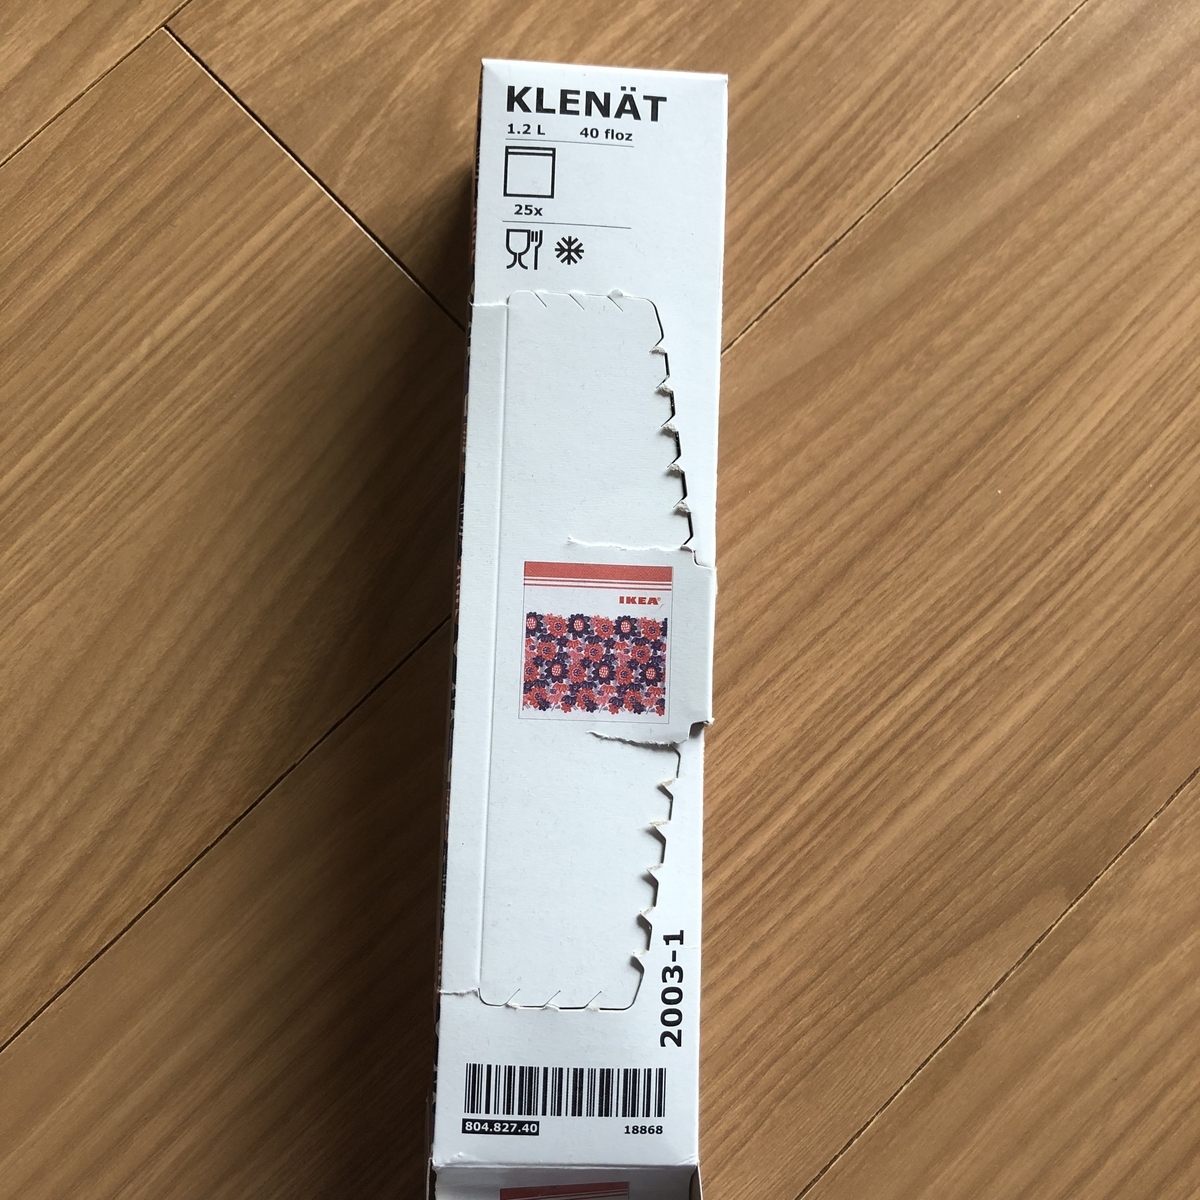 KLENÄT
1.2 L 40 floz
25x
IKEA®
2003-1
804.827.40 18868